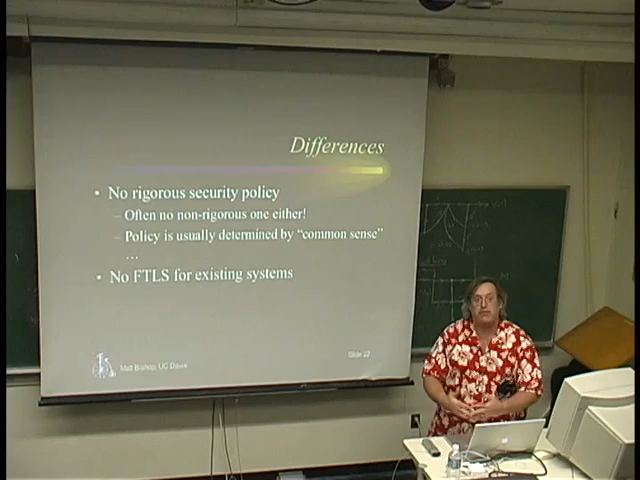 Differences
• No rigorous security policy
– Often no non-rigorous one either!
– Policy is usually determined by “common sense”
…
• No FTLS for existing systems
Matt Bishop, UC Davis
Slide 22